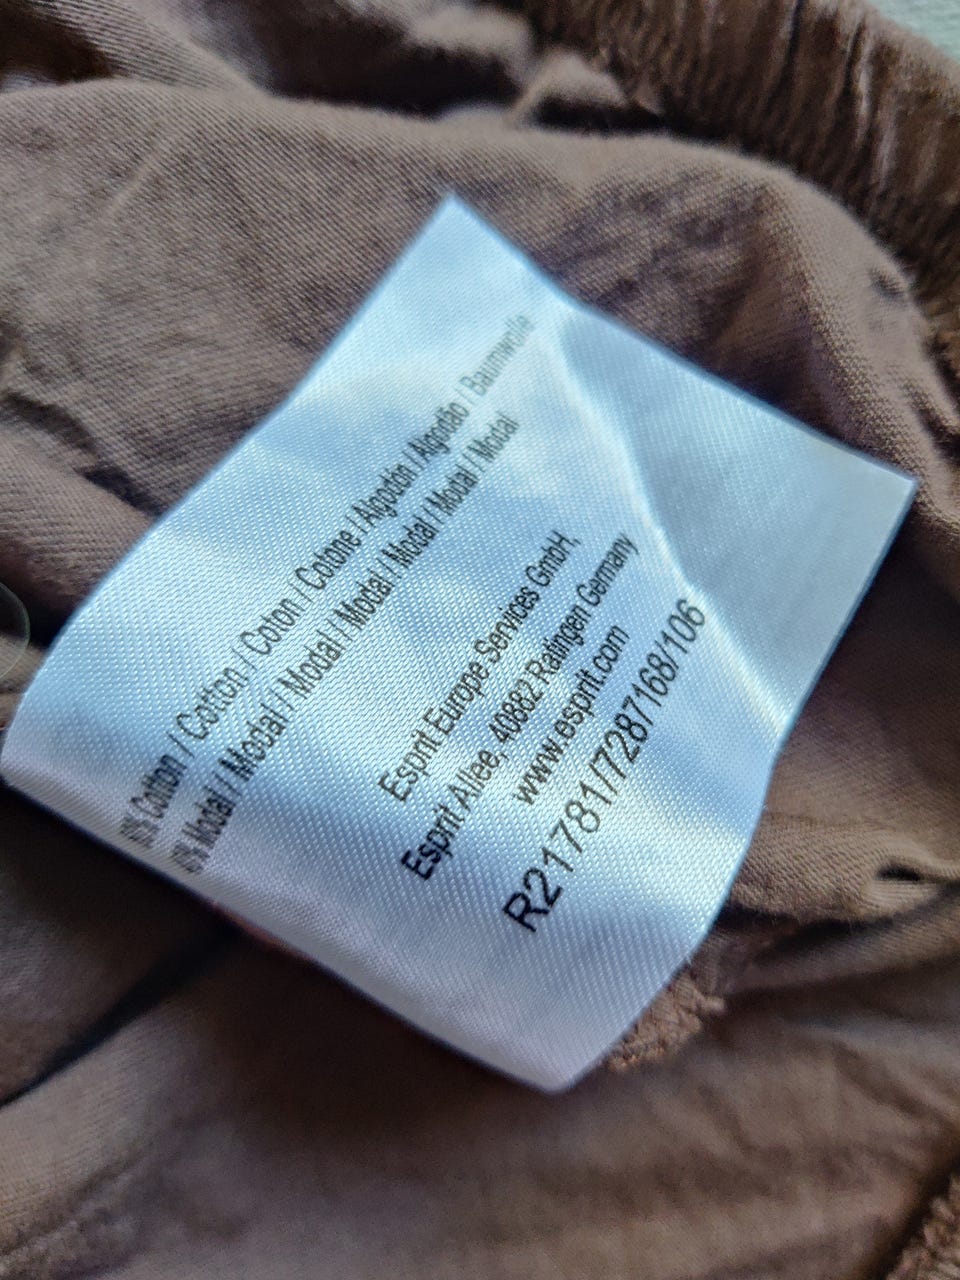 % Cotton / Cotton / Coton / Cotone / Algodón / Algodão / Baumwolle
% Modal / Modal / Modal / Modal / Modal / Modal / Modal
Esprit Europe Services GmbH,
Esprit Allee, 40882 Ratingen Germany
www.esprit.com
R21781/7287168/106